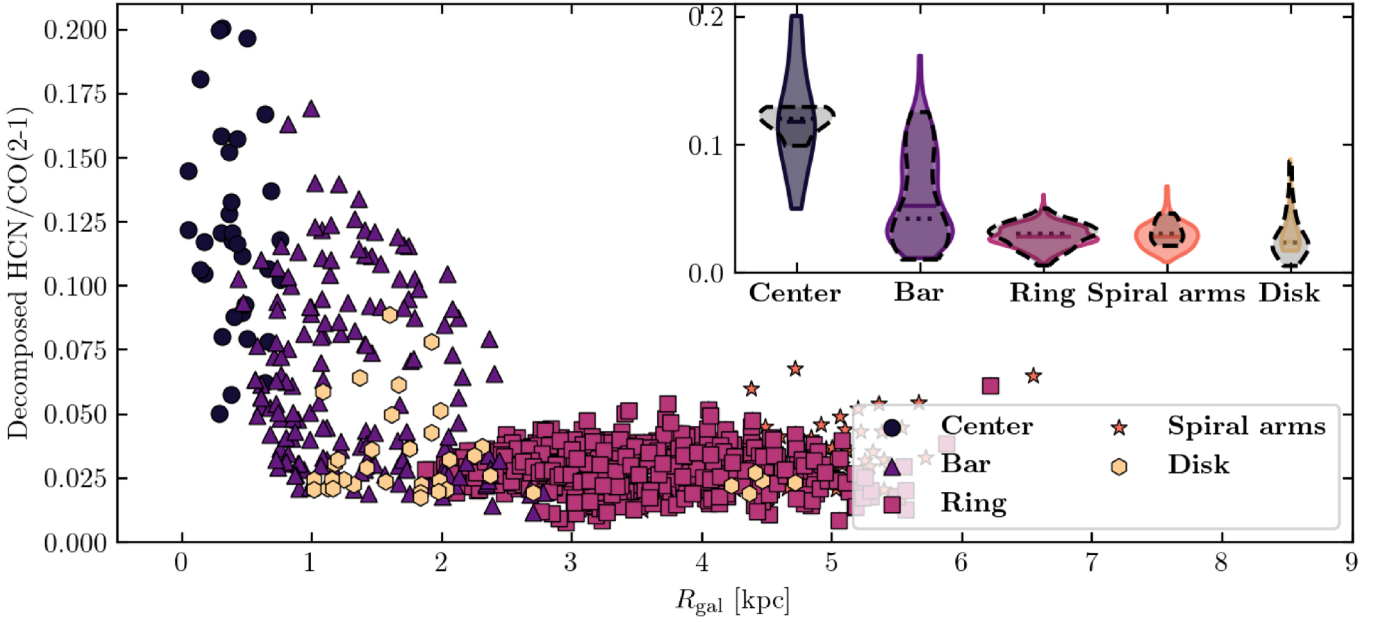 Decomposed HCN/CO(2-1)
0.200
0.175
0.150
0.125
0.100
0.075
0.050
0.025
0.000
0.2
0.1
0.0
Center Bar Ring Spiral arms Disk
Center
Bar
Ring
Spiral arms
Disk
0 1 2 3 4 5 6 7 8 9
R_gal [kpc]